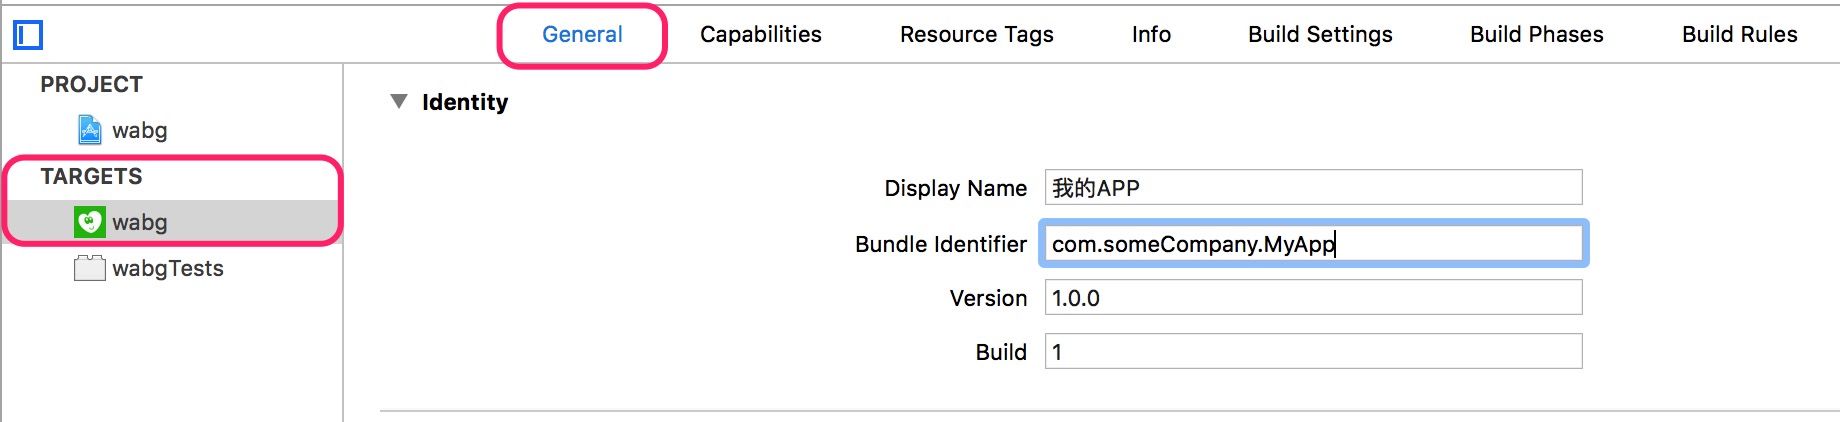 General Capabilities Resource Tags Info Build Settings Build Phases Build Rules
PROJECT
wabg
TARGETS
wabg
wabgTests
Identity
Display Name 我的APP
Bundle Identifier com.someCompany.MyApp
Version 1.0.0
Build 1